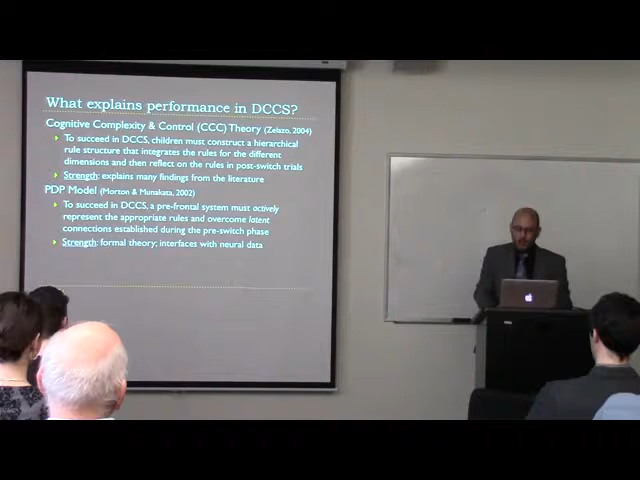 What explains performance in DCCS?
Cognitive Complexity & Control (CCC) Theory (Zelazo, 2004)
To succeed in DCCS, children must construct a hierarchical
rule structure that integrates the rules for the different
dimensions and then reflect on the rules in post-switch trials
Strength: explains many findings from the literature
PDP Model (Morton & Munakata, 2002)
To succeed in DCCS, a pre-frontal system must actively
represent the appropriate rules and overcome latent
connections established during the pre-switch phase
Strength: formal theory; interfaces with neural data